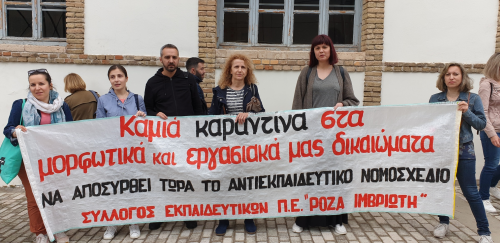 Καμιά καραντίνα στα
μορφωτικά και εργασιακά μας δικαιώματα
ΝΑ ΑΠΟΣΥΡΘΕΙ ΤΩΡΑ ΤΟ ΑΝΤΙΕΚΠΑΙΔΕΥΤΙΚΟ ΝΟΜΟΣΧΕΔΙΟ
ΣΥΛΛΟΓΟΣ ΕΚΠΑΙΔΕΥΤΙΚΩΝ Π.Ε. "ΡΟΖΑ ΙΜΒΡΙΩΤΗ"